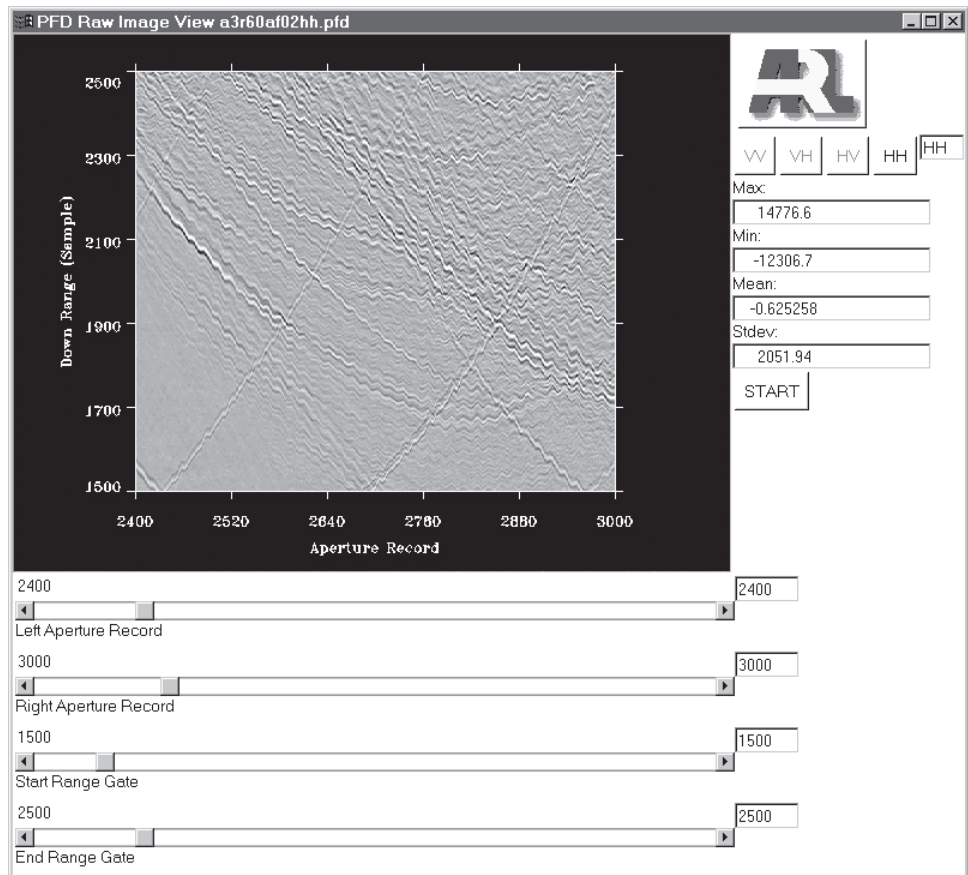 PFD Raw Image View a3r60af02hh.pfd
ARL
VV VH HV HH HH
Max:
14776.6
Min:
-12306.7
Mean:
-0.625258
Stdev:
2051.94
START
2500
2300
2100
1900
1700
1500
Down Range (Sample)
2400 2520 2640 2760 2880 3000
Aperture Record
2400 2400
Left Aperture Record
3000 3000
Right Aperture Record
1500 1500
Start Range Gate
2500 2500
End Range Gate